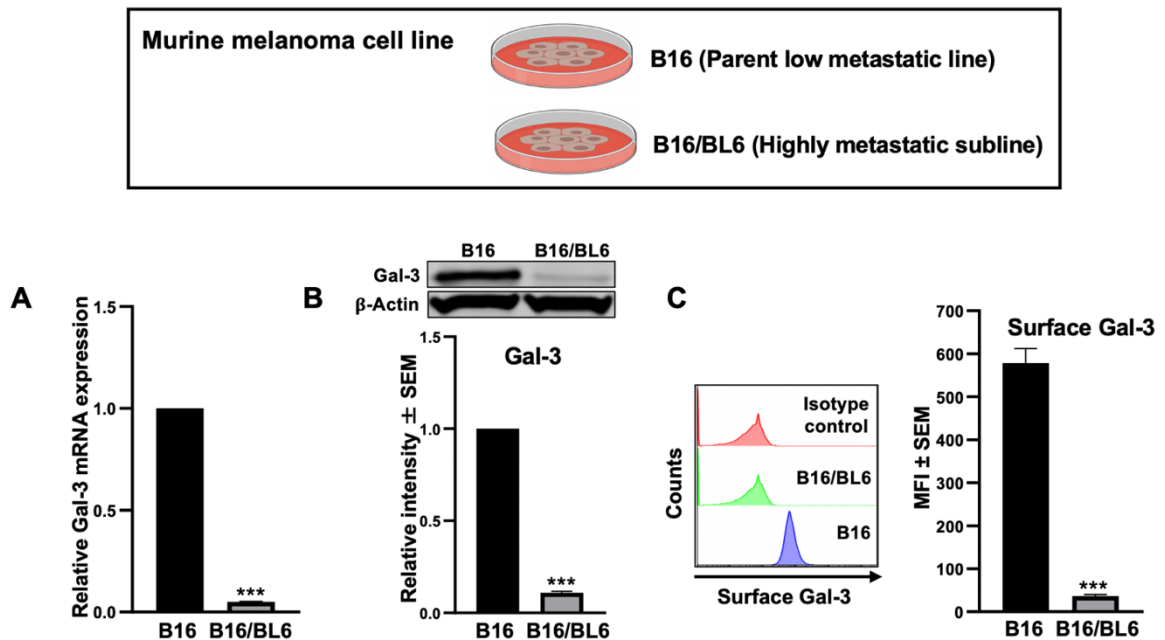 Murine melanoma cell line
B16 (Parent low metastatic line)
B16/BL6 (Highly metastatic subline)
A
Relative Gal-3 mRNA expression
1.5
1.0
0.5
0.0
B16 B16/BL6
***
B
B16 B16/BL6
Gal-3
β-Actin
Gal-3
Relative intensity ± SEM
1.5
1.0
0.5
0.0
B16 B16/BL6
***
C
Isotype
control
B16/BL6
B16
Counts
Surface Gal-3
Surface Gal-3
MFI ± SEM
700
600
500
400
300
200
100
0
B16 B16/BL6
***